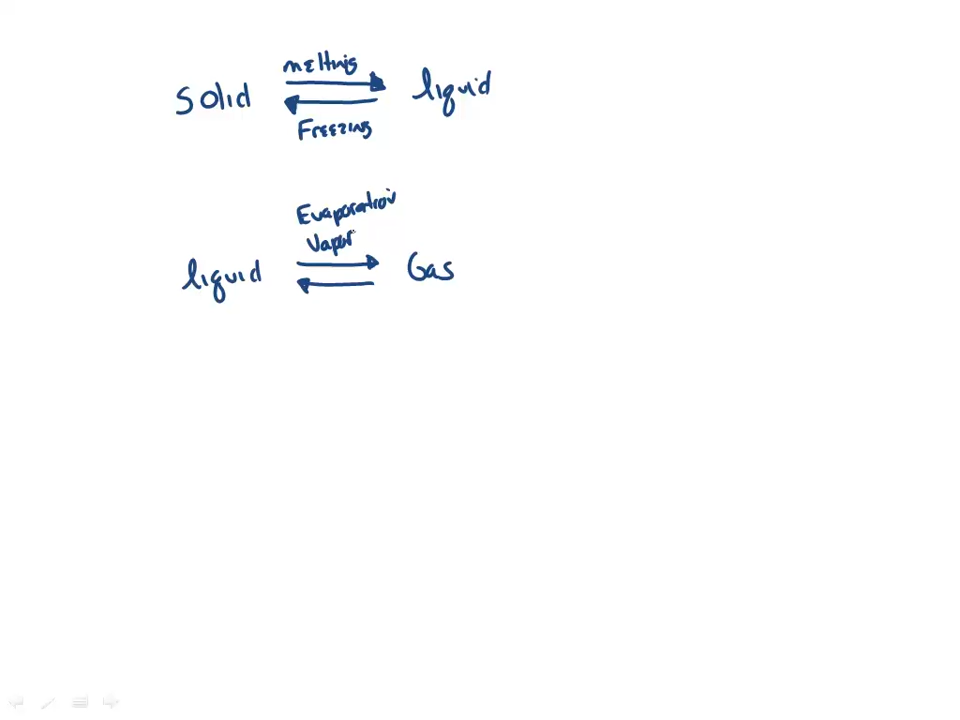 Solid melting liquid
Freezing
Evaporation
Vapor
liquid Gas